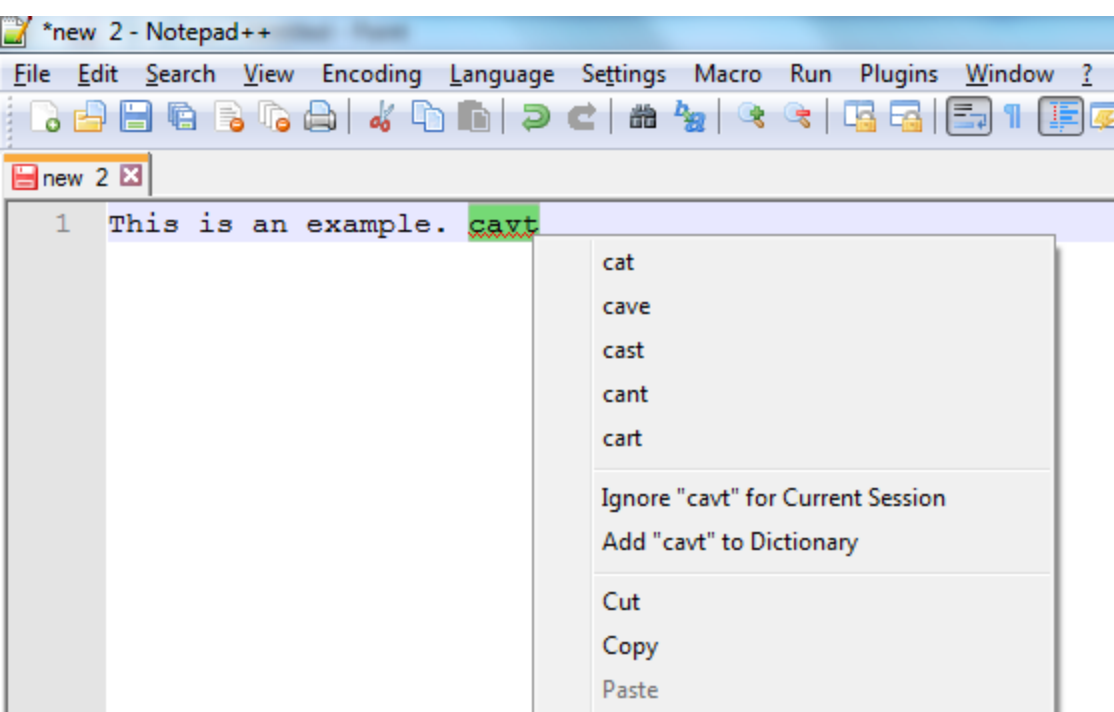 *new 2 - Notepad++
File Edit Search View Encoding Language Settings Macro Run Plugins Window ?
new 2
1 This is an example. cavt
cat
cave
cast
cant
cart
Ignore "cavt" for Current Session
Add "cavt" to Dictionary
Cut
Copy
Paste